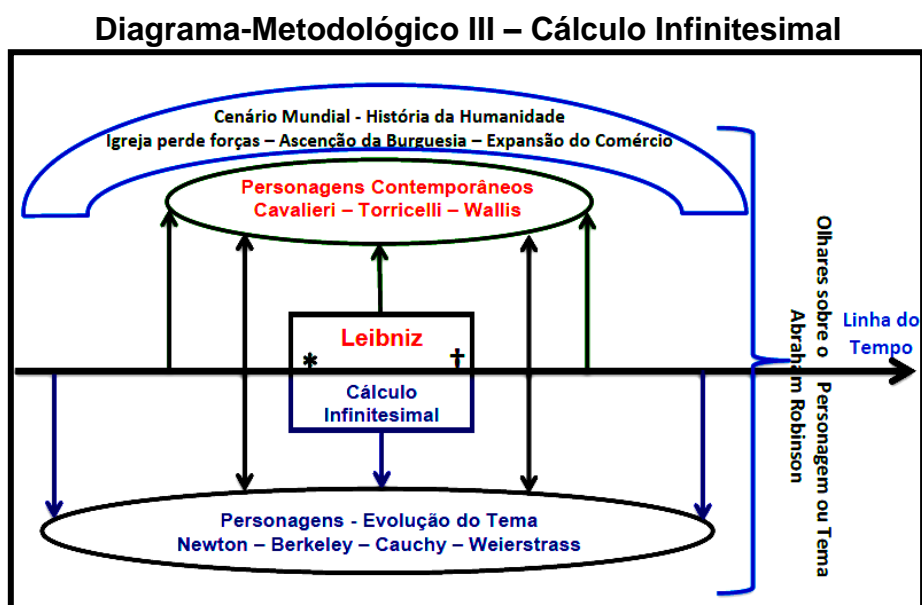 Diagrama-Metodológico III – Cálculo Infinitesimal
Cenário Mundial - História da Humanidade
Igreja perde forças – Ascenção da Burguesia – Expansão do Comércio
Personagens Contemporâneos
Cavalieri – Torricelli – Wallis
Leibniz
* †
Cálculo
Infinitesimal
Personagens - Evolução do Tema
Newton – Berkeley – Cauchy – Weierstrass
Olhares sobre o Personagem ou Tema
Abraham Robinson
Linha do
Tempo